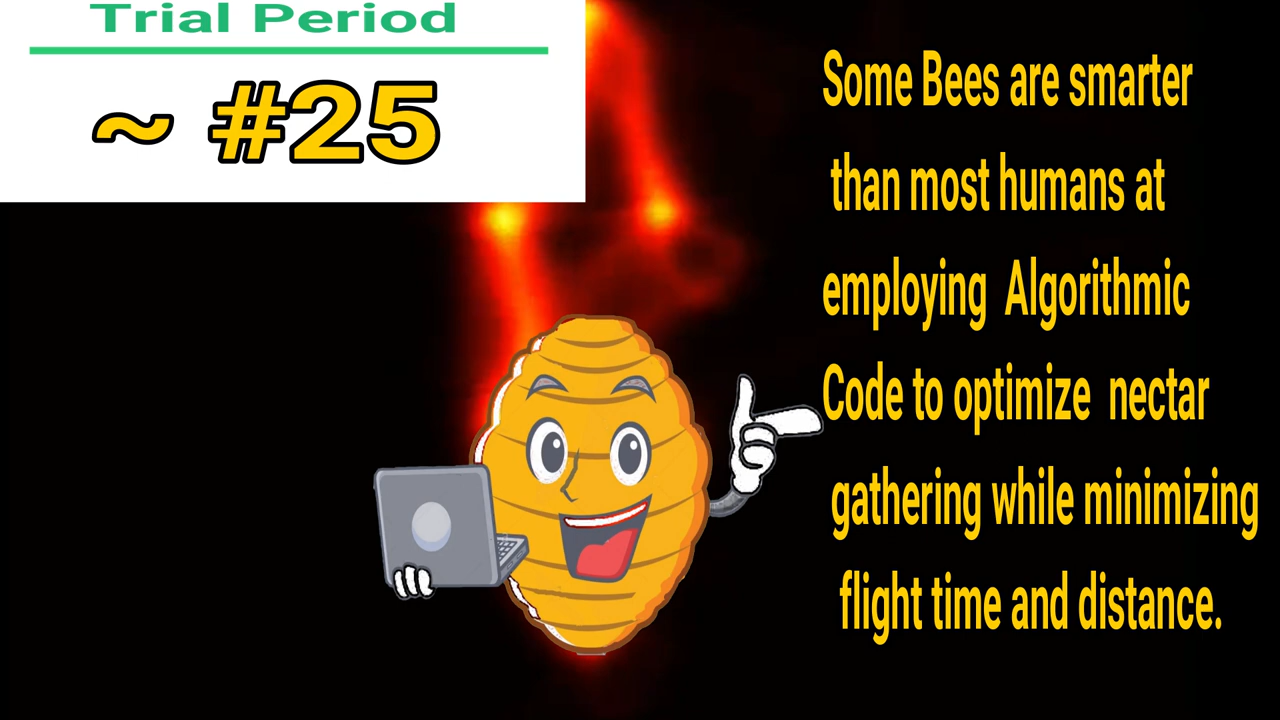 Trial Period
~ #25
Some Bees are smarter
than most humans at
employing Algorithmic
Code to optimize nectar
gathering while minimizing
flight time and distance.